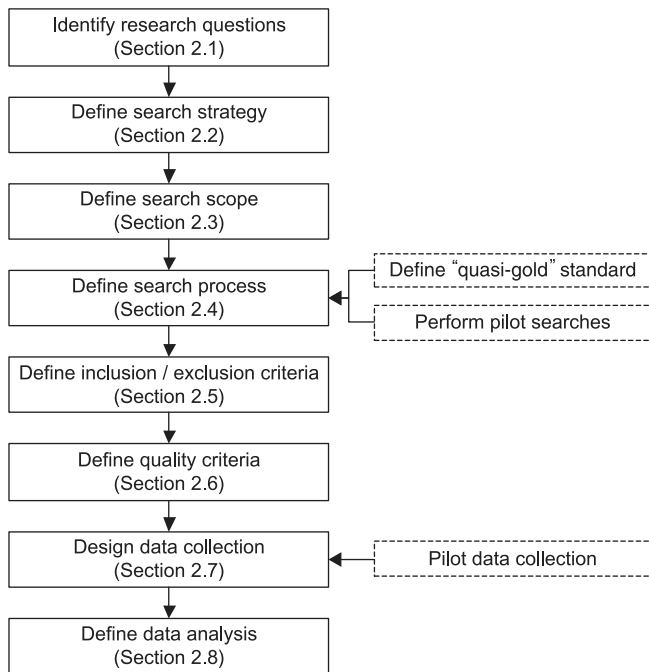 Identify research questions
(Section 2.1)
Define search strategy
(Section 2.2)
Define search scope
(Section 2.3)
Define search process
(Section 2.4)
Define “quasi-gold” standard
Perform pilot searches
Define inclusion / exclusion criteria
(Section 2.5)
Define quality criteria
(Section 2.6)
Design data collection
(Section 2.7)
Pilot data collection
Define data analysis
(Section 2.8)